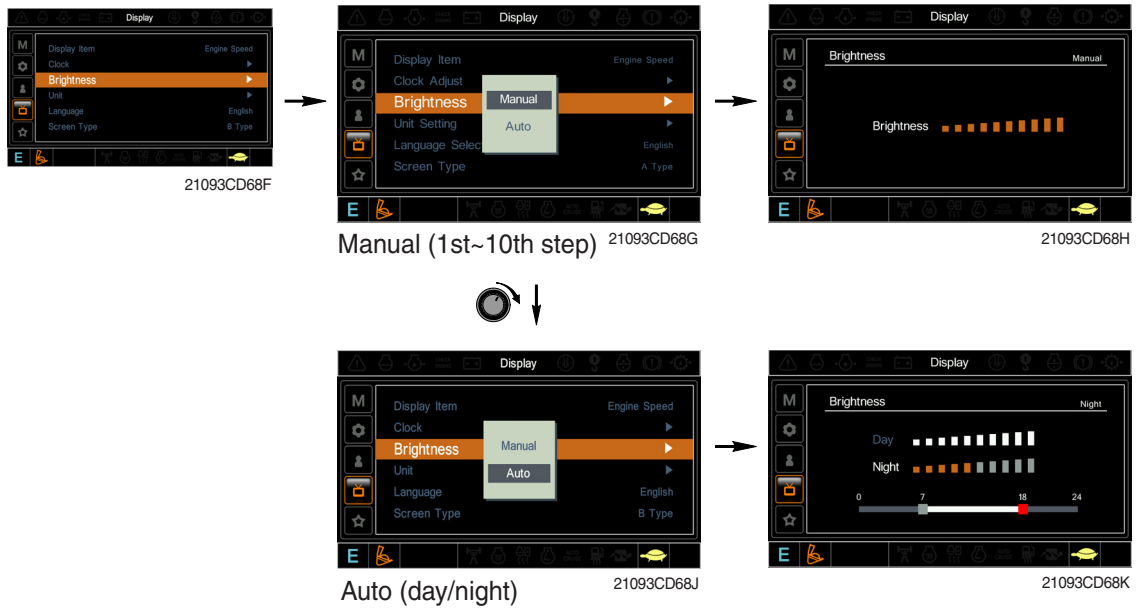 Display
M
Display Item Engine Speed
Clock
Brightness
Unit
Language English
Screen Type B Type
E
21093CD68F
Display
M
Display Item Engine Speed
Clock Adjust
Brightness
Manual
Auto
Unit Setting
Language Selec English
Screen Type A Type
E
Manual (1st~10th step) 21093CD68G
Display
M
Brightness Manual
Brightness
E
21093CD68H
Display
M
Display Item Engine Speed
Clock
Brightness
Manual
Auto
Unit
Language English
Screen Type B Type
E
Auto (day/night) 21093CD68J
Display
M
Brightness Night
Day
Night
0 7 18 24
E
21093CD68K